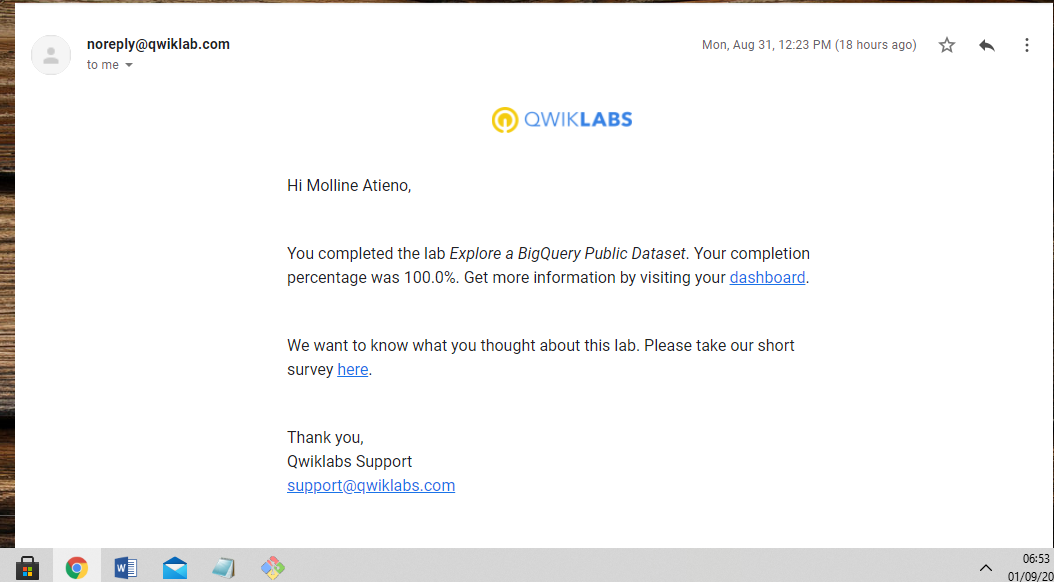 noreply@qwiklab.com
Mon, Aug 31, 12:23 PM (18 hours ago)
to me
QWIKLABS
Hi Molline Atieno,
You completed the lab Explore a BigQuery Public Dataset. Your completion
percentage was 100.0%. Get more information by visiting your dashboard.
We want to know what you thought about this lab. Please take our short
survey here.
Thank you,
Qwiklabs Support
support@qwiklabs.com
W
06:53
01/09/20